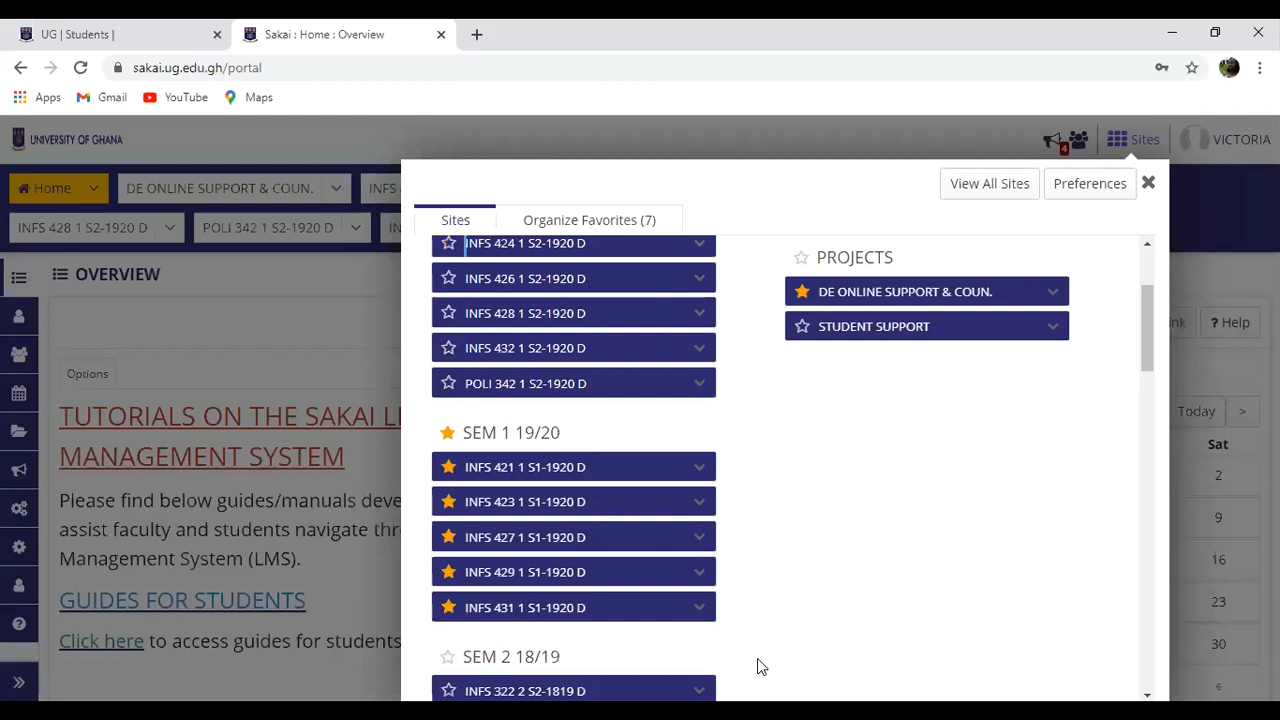 UG | Students |
Sakai : Home : Overview
sakai.ug.edu.gh/portal
Apps
Gmail
YouTube
Maps
UNIVERSITY OF GHANA
4
Sites
VICTORIA
Home
DE ONLINE SUPPORT & COUN.
INFS 4
INFS 428 1 S2-1920 D
POLI 342 1 S2-1920 D
IN
View All Sites
Preferences
Sites
Organize Favorites (7)
OVERVIEW
Options
TUTORIALS ON THE SAKAI LE
MANAGEMENT SYSTEM
Please find below guides/manuals deve
assist faculty and students navigate thr
Management System (LMS).
GUIDES FOR STUDENTS
Click here to access guides for students
INFS 424 1 S2-1920 D
INFS 426 1 S2-1920 D
INFS 428 1 S2-1920 D
INFS 432 1 S2-1920 D
POLI 342 1 S2-1920 D
SEM 1 19/20
INFS 421 1 S1-1920 D
INFS 423 1 S1-1920 D
INFS 427 1 S1-1920 D
INFS 429 1 S1-1920 D
INFS 431 1 S1-1920 D
SEM 2 18/19
INFS 322 2 S2-1819 D
PROJECTS
DE ONLINE SUPPORT & COUN.
STUDENT SUPPORT
ink
? Help
Today
>
Sat
2
9
16
23
30
6